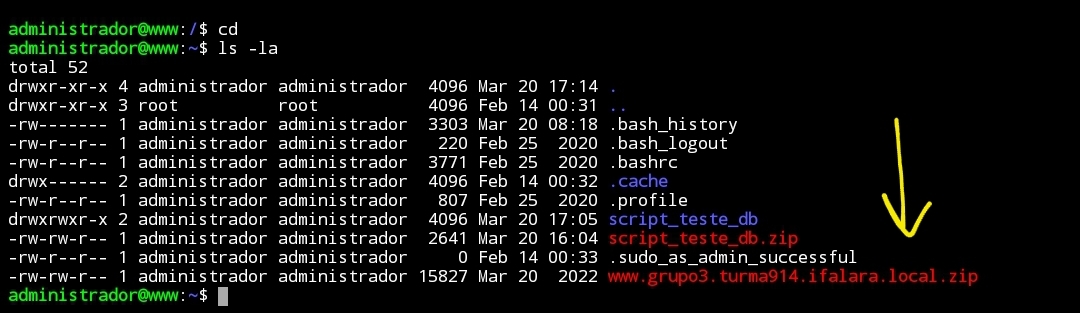 administrador@www:/$ cd
administrador@www:~$ ls -la
total 52
drwxr-xr-x 4 administrador administrador  4096 Mar 20 17:14 .
drwxr-xr-x 3 root          root           4096 Feb 14 00:31 ..
-rw------- 1 administrador administrador  3303 Mar 20 08:18 .bash_history
-rw-r--r-- 1 administrador administrador   220 Feb 25  2020 .bash_logout
-rw-r--r-- 1 administrador administrador  3771 Feb 25  2020 .bashrc
drwx------ 2 administrador administrador  4096 Feb 14 00:32 .cache
-rw-r--r-- 1 administrador administrador   807 Feb 25  2020 .profile
drwxrwxr-x 2 administrador administrador  4096 Mar 20 17:05 script_teste_db
-rw-rw-r-- 1 administrador administrador  2641 Mar 20 16:04 script_teste_db.zip
-rw-r--r-- 1 administrador administrador     0 Feb 14 00:33 .sudo_as_admin_successful
-rw-rw-r-- 1 administrador administrador 15827 Mar 20  2022 www.grupo3.turma914.ifalara.local.zip
administrador@www:~$